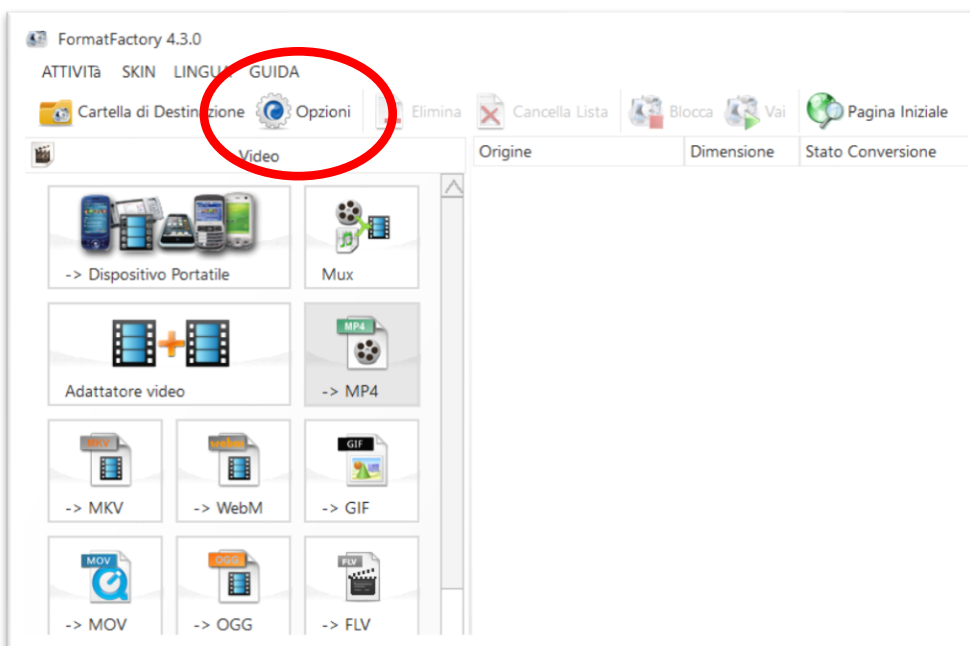 FormatFactory 4.3.0
ATTIVITà SKIN LINGUA GUIDA
Cartella di Destinazione Opzioni Elimina Cancella Lista Blocca Vai Pagina Iniziale
Video Origine Dimensione Stato Conversione
-> Dispositivo Portatile Mux
MP4
Adattatore video -> MP4
MKV webm GIF
-> MKV -> WebM -> GIF
MOV OGG FLV
-> MOV -> OGG -> FLV